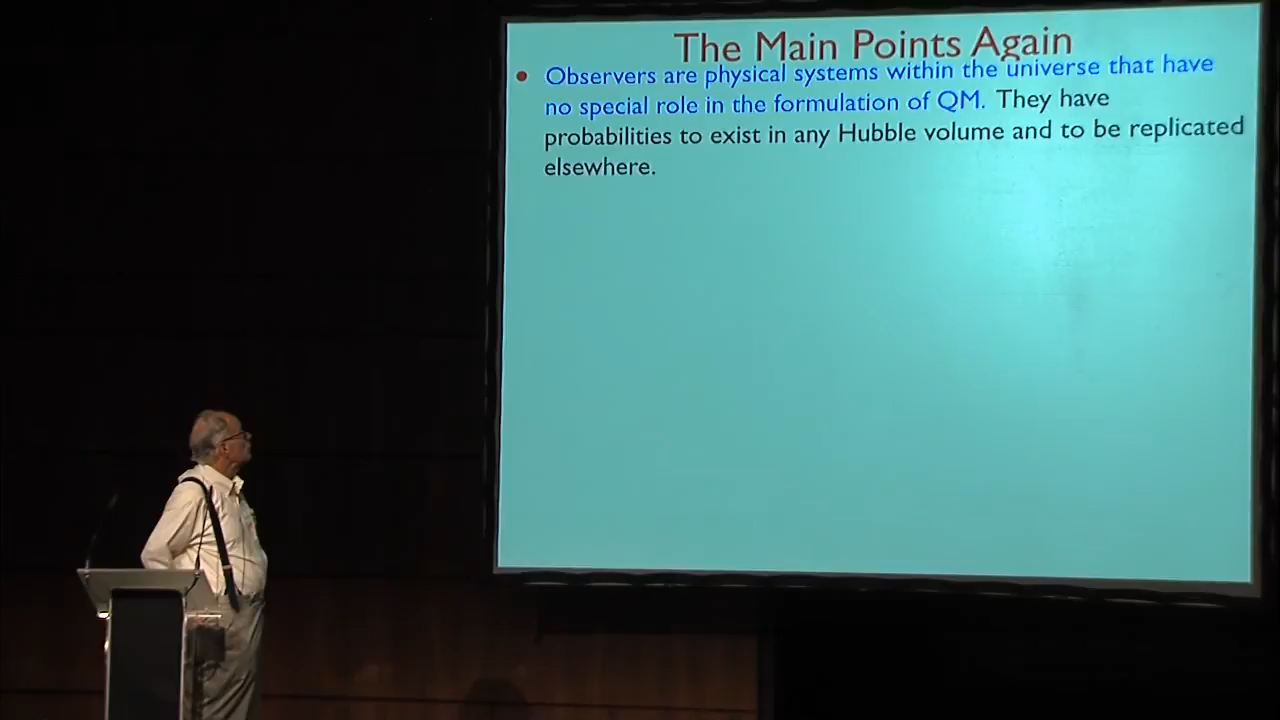 The Main Points Again
• Observers are physical systems within the universe that have
no special role in the formulation of QM. They have
probabilities to exist in any Hubble volume and to be replicated
elsewhere.